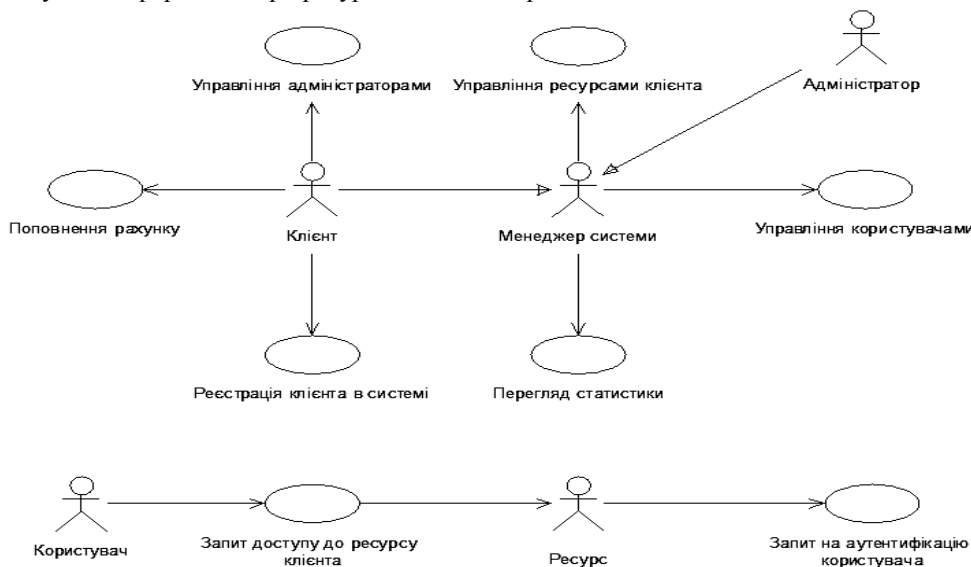 Управління адміністраторами
Управління ресурсами клієнта
Адміністратор
Поповнення рахунку
Клієнт
Менеджер системи
Управління користувачами
Реєстрація клієнта в системі
Перегляд статистики
Користувач
Запит доступу до ресурсу
клієнта
Ресурс
Запит на аутентифікацію
користувача